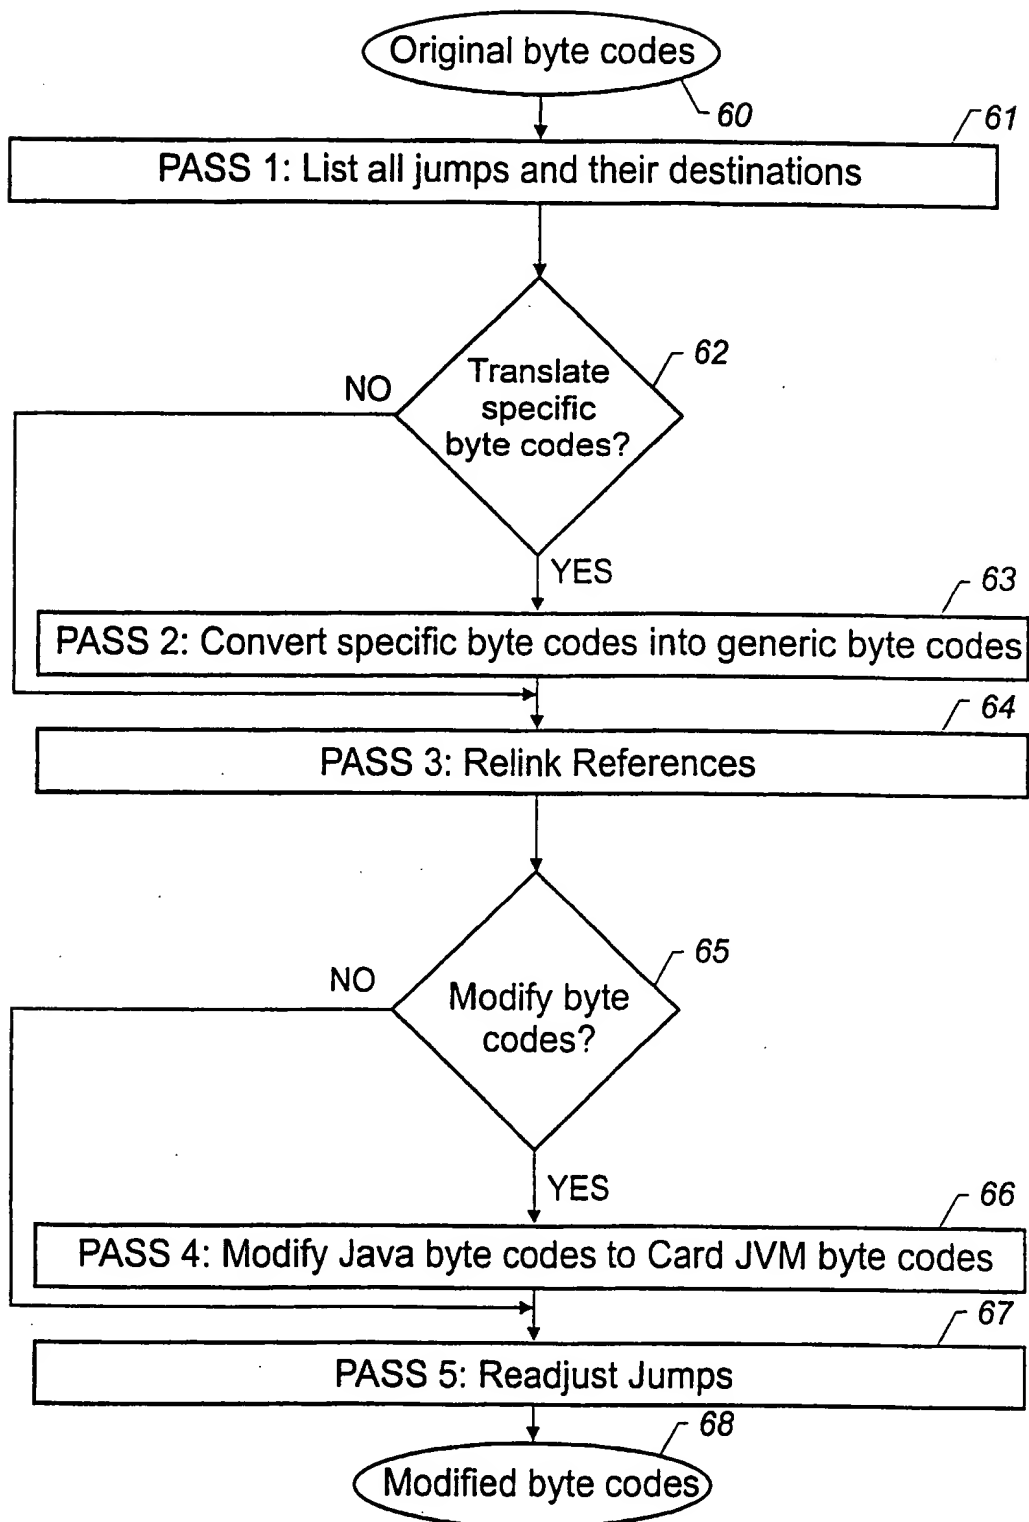 Original byte codes
60
61
PASS 1: List all jumps and their destinations
62
Translate
specific
byte codes?
NO
YES
63
PASS 2: Convert specific byte codes into generic byte codes
64
PASS 3: Relink References
65
NO
Modify byte
codes?
YES
66
PASS 4: Modify Java byte codes to Card JVM byte codes
67
PASS 5: Readjust Jumps
68
Modified byte codes